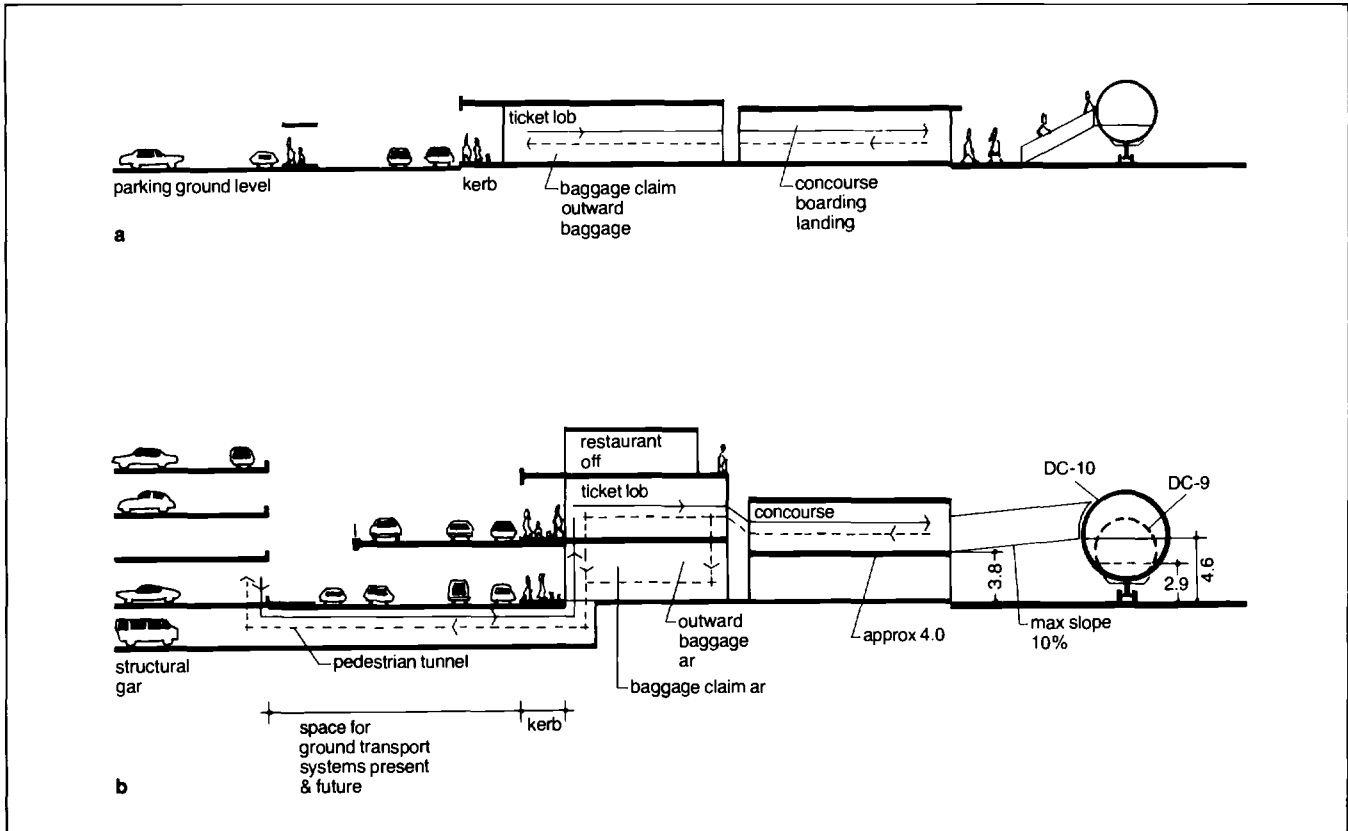 ticket lob
parking ground level
kerb
baggage claim
outward
baggage
concourse
boarding
landing
a
restaurant
off
ticket lob
concourse
DC-10
DC-9
3.8
2.9
4.6
structural
gar
pedestrian tunnel
outward
baggage
ar
baggage claim ar
approx 4.0
max slope
10%
space for
ground transport
systems present
& future
kerb
b